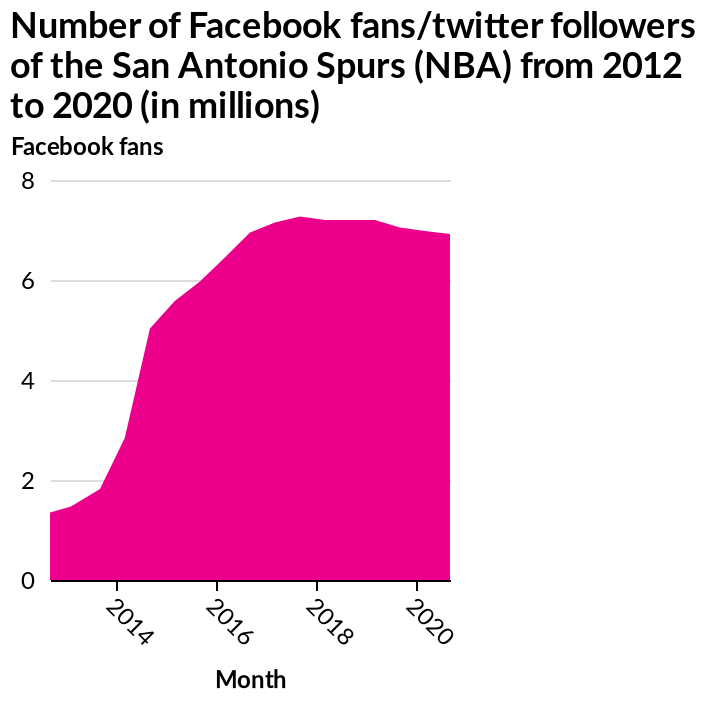 Number of Facebook fans/twitter followers
of the San Antonio Spurs (NBA) from 2012
to 2020 (in millions)
Facebook fans
8
6
4
2
0
2014
2016
2018
2020
Month